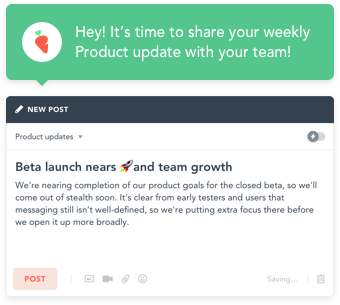 Hey! It's time to share your weekly
Product update with your team!
NEW POST
Product updates
Beta launch nears 🚀and team growth
We're nearing completion of our product goals for the closed beta, so we'll
come out of stealth soon. It's clear from early testers and users that
messaging still isn't well-defined, so we're putting extra focus there before
we open it up more broadly.
POST
Saving...